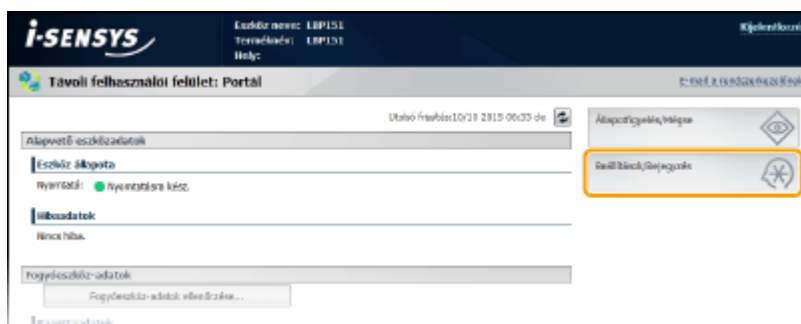 i-SENSYS
Eszköz neve: LBP151
Terméknév: LBP151
Hely:
Kijelentkezés
Távoli felhasználói felület: Portál
E-mail a rendszerkezelőnek
Utolsó frissítés:10/10 2015 06:33 de
Alapvető eszközadatok
Eszköz állapota
Nyomtató: Nyomtatásra kész.
Hibaadatok
Nincs hiba.
Fogyóeszköz-adatok
Fogyóeszköz-adatok ellenőrzése...
Állapotfigyelés/Mégse
Beállítások/Bejegyzés